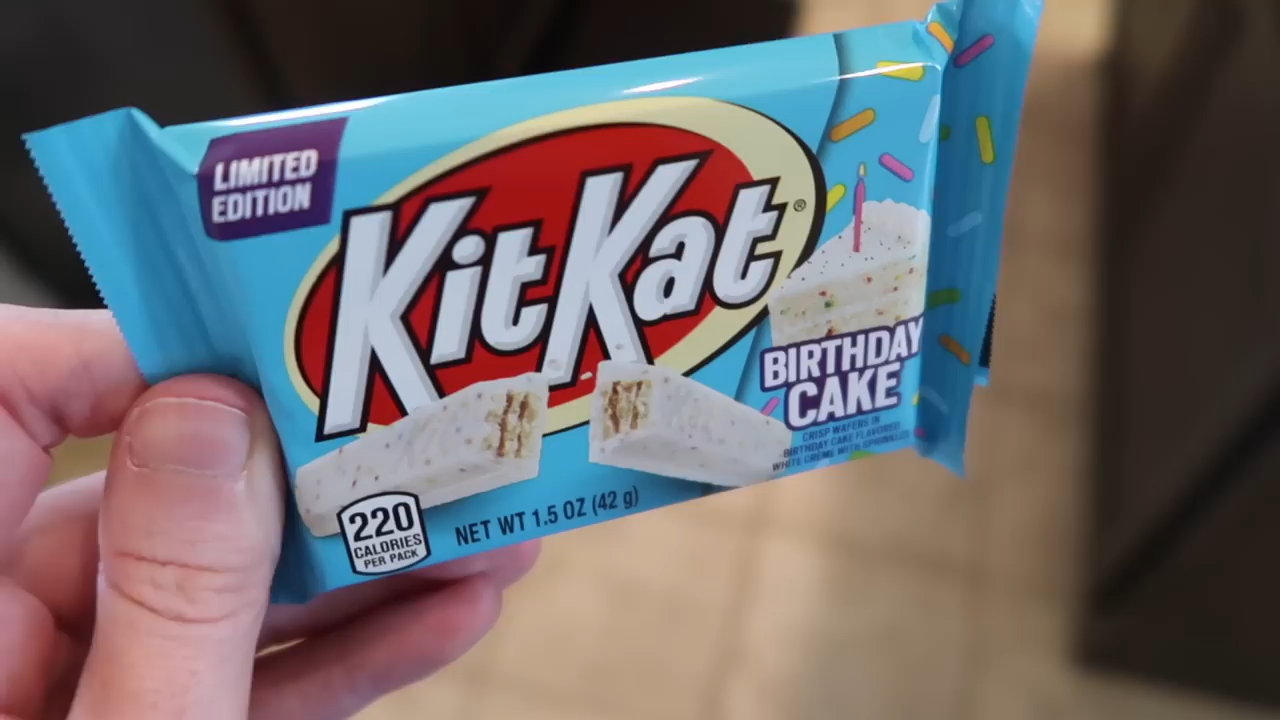 LIMITED
EDITION
KitKat®
BIRTHDAY
CAKE
CRISP WAFERS IN
BIRTHDAY CAKE FLAVORED
WHITE CREME WITH SPRINKLES
220
CALORIES
PER PACK
NET WT 1.5 OZ (42 g)